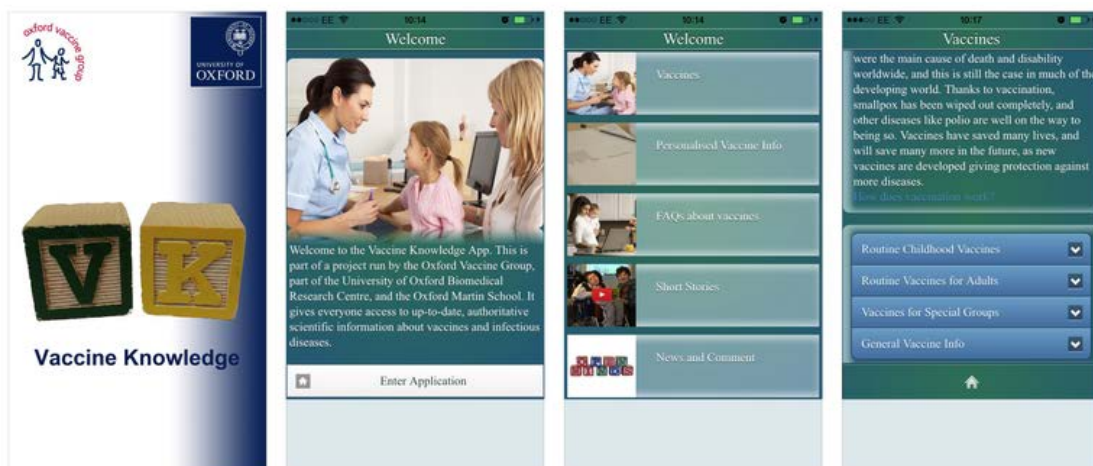 oxford vaccine group
UNIVERSITY OF
OXFORD
V K
Vaccine Knowledge
EE 10:14
Welcome
Welcome to the Vaccine Knowledge App. This is
part of a project run by the Oxford Vaccine Group,
part of the University of Oxford Biomedical
Research Centre, and the Oxford Martin School. It
gives everyone access to up-to-date, authoritative
scientific information about vaccines and infectious
diseases.
Enter Application
EE 10:14
Welcome
Vaccines
Personalised Vaccine Info
FAQs about vaccines
Short Stories
News and Comment
EE 10:17
Vaccines
were the main cause of death and disability
worldwide, and this is still the case in much of the
developing world. Thanks to vaccination,
smallpox has been wiped out completely, and
other diseases like polio are well on the way to
being so. Vaccines have saved many lives, and
will save many more in the future, as new
vaccines are developed giving protection against
more diseases.
How does vaccination work?
Routine Childhood Vaccines
Routine Vaccines for Adults
Vaccines for Special Groups
General Vaccine Info